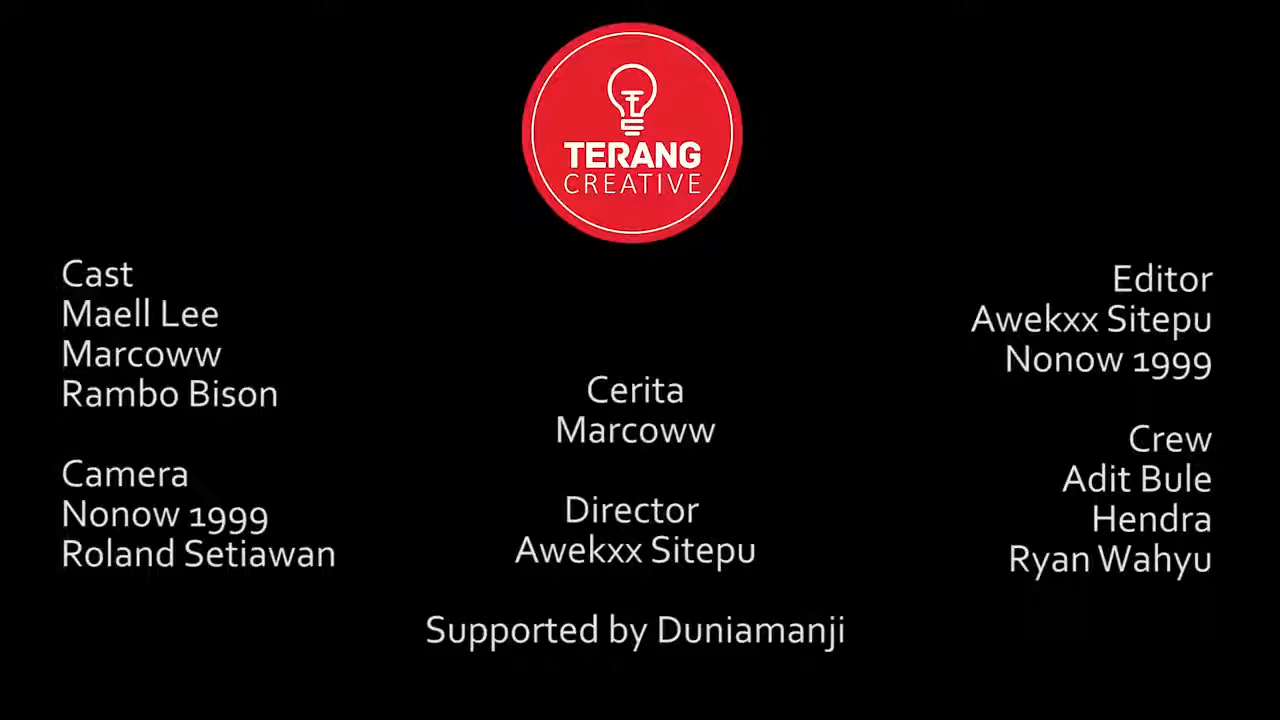 TERANG
CREATIVE
Cast
Maell Lee
Marcoww
Rambo Bison
Camera
Nonow 1999
Roland Setiawan
Cerita
Marcoww
Director
Awekxx Sitepu
Editor
Awekxx Sitepu
Nonow 1999
Crew
Adit Bule
Hendra
Ryan Wahyu
Supported by Duniamanji